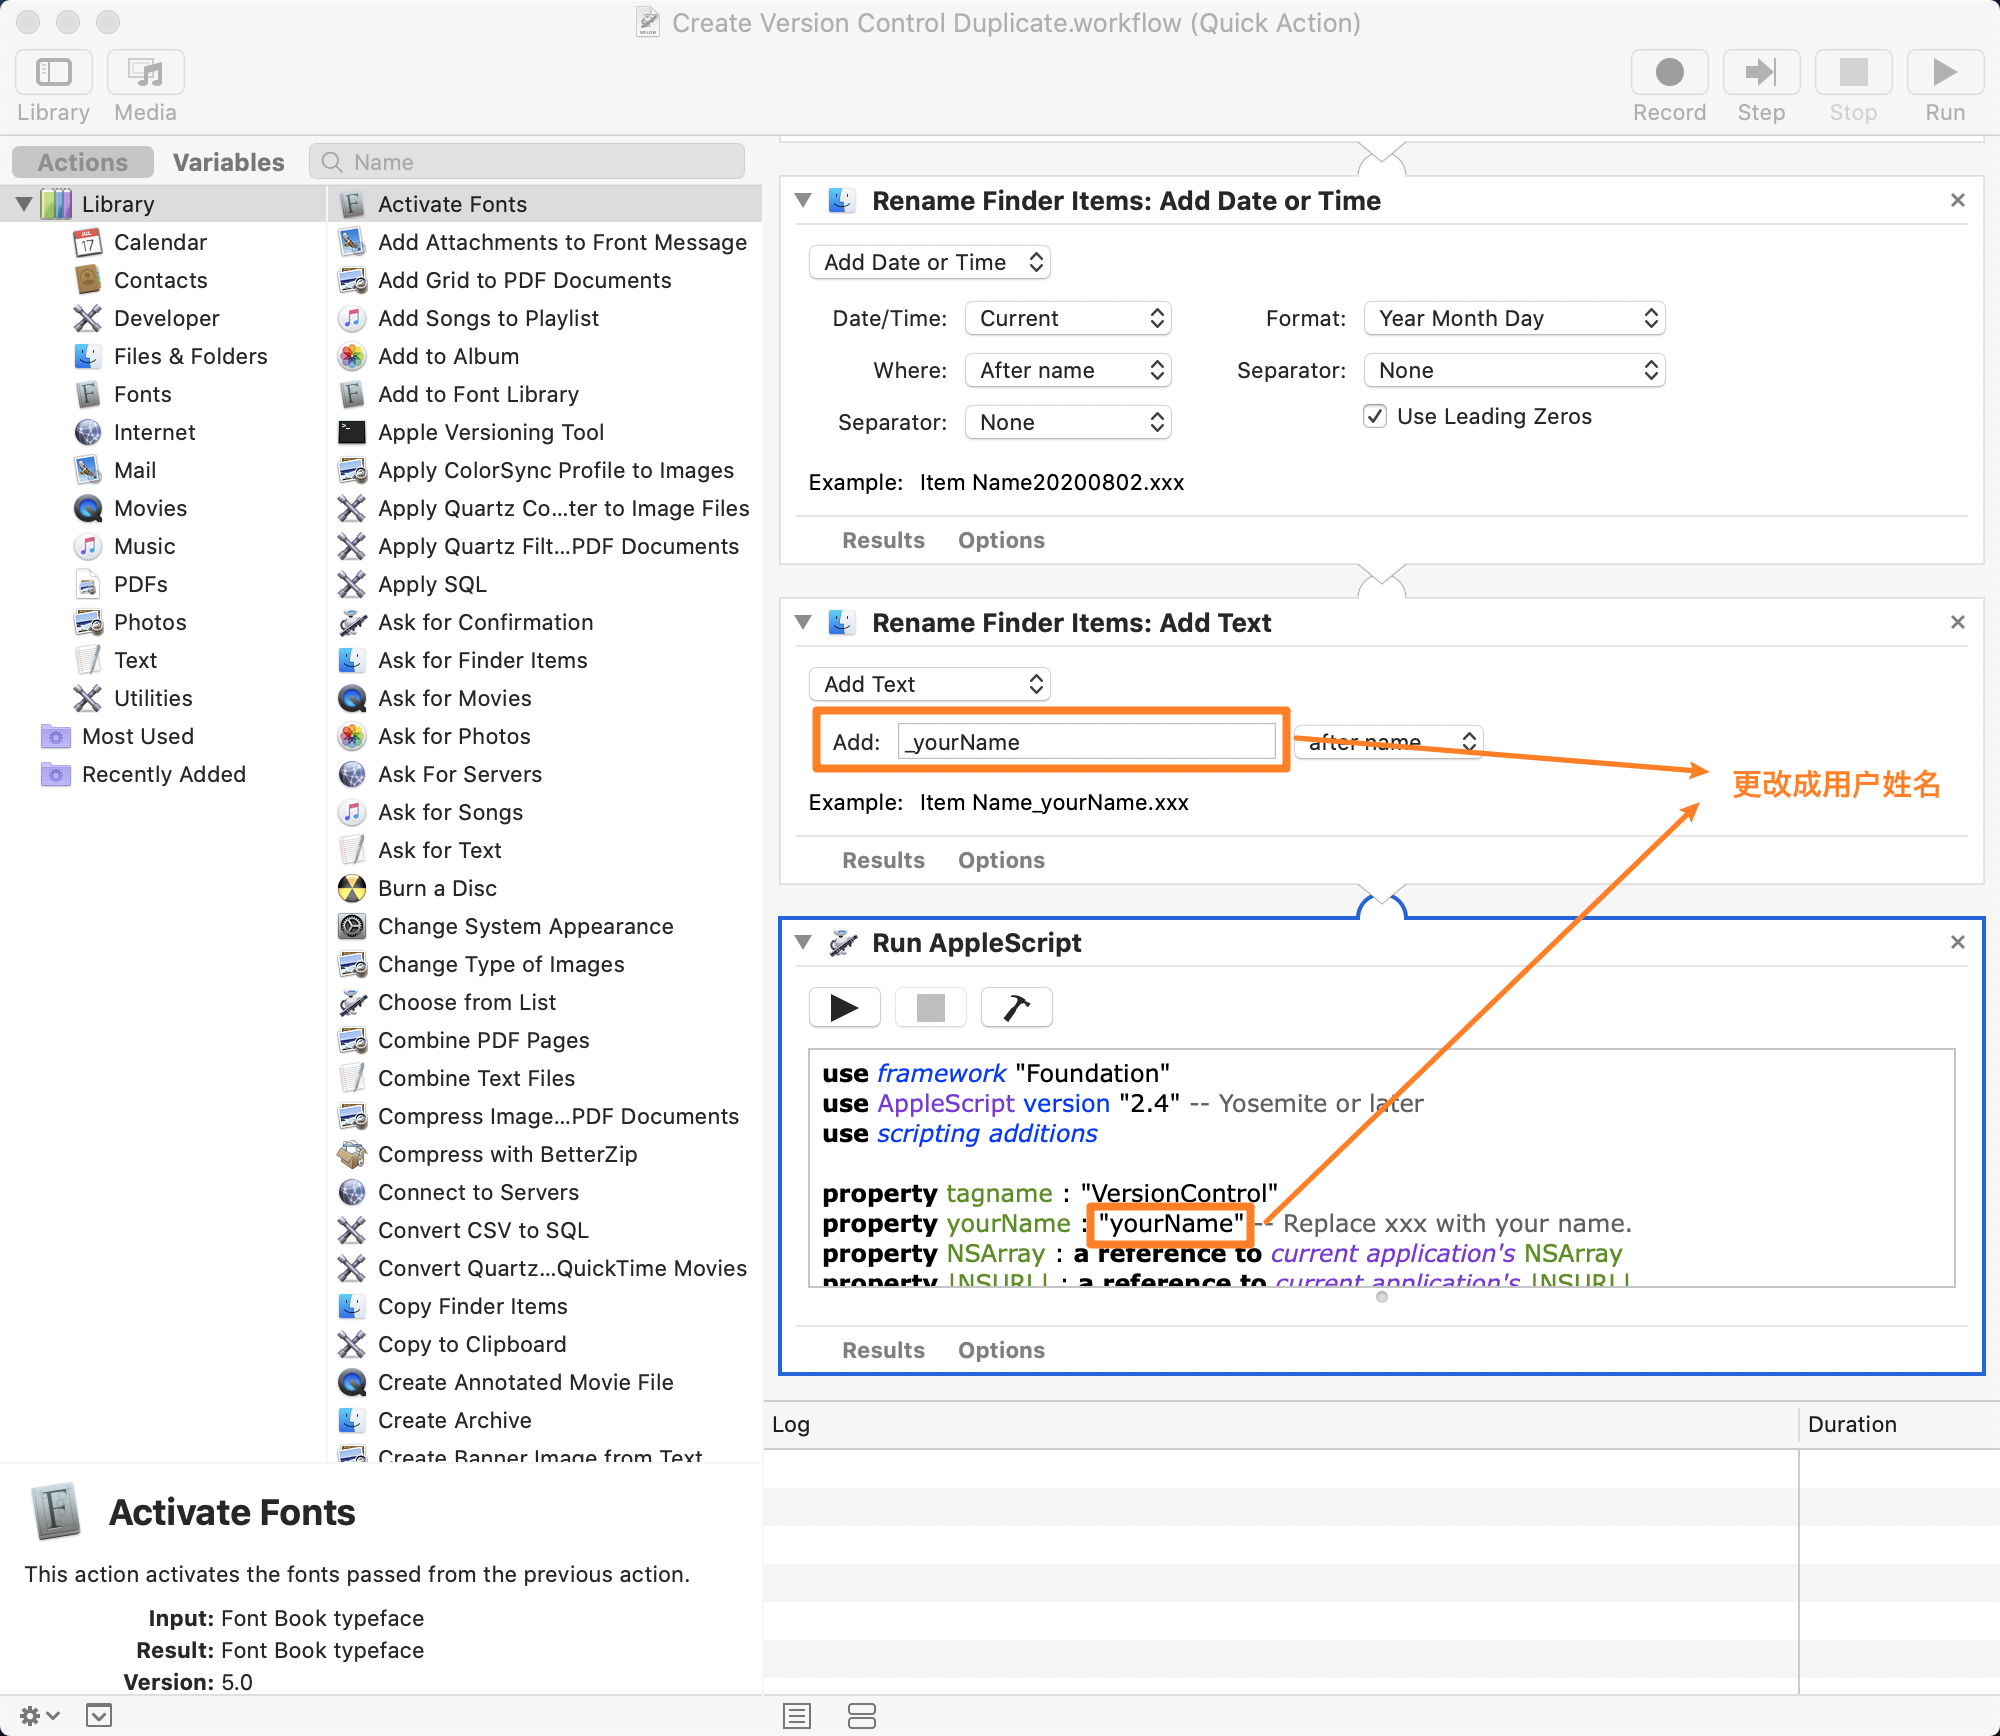 Create Version Control Duplicate.workflow (Quick Action)
Library
Media
Record
Step
Stop
Run
Actions
Variables
Name
Library
Calendar
Contacts
Developer
Files & Folders
Fonts
Internet
Mail
Movies
Music
PDFs
Photos
Text
Utilities
Most Used
Recently Added
Activate Fonts
Add Attachments to Front Message
Add Grid to PDF Documents
Add Songs to Playlist
Add to Album
Add to Font Library
Apple Versioning Tool
Apply ColorSync Profile to Images
Apply Quartz Co...ter to Image Files
Apply Quartz Filt...PDF Documents
Apply SQL
Ask for Confirmation
Ask for Finder Items
Ask for Movies
Ask for Photos
Ask For Servers
Ask for Songs
Ask for Text
Burn a Disc
Change System Appearance
Change Type of Images
Choose from List
Combine PDF Pages
Combine Text Files
Compress Image...PDF Documents
Compress with BetterZip
Connect to Servers
Convert CSV to SQL
Convert Quartz...QuickTime Movies
Copy Finder Items
Copy to Clipboard
Create Annotated Movie File
Create Archive
Create Banner Image from Text
Activate Fonts
This action activates the fonts passed from the previous action.
Input: Font Book typeface
Result: Font Book typeface
Version: 5.0
Rename Finder Items: Add Date or Time
Add Date or Time
Date/Time: Current
Format: Year Month Day
Where: After name
Separator: None
Separator: None
Use Leading Zeros
Example: Item Name20200802.xxx
Results Options
Rename Finder Items: Add Text
Add Text
Add: _yourName
after name
更改成用户姓名
Example: Item Name_yourName.xxx
Results Options
Run AppleScript
use framework "Foundation"
use AppleScript version "2.4" -- Yosemite or later
use scripting additions
property tagname : "VersionControl"
property yourName : "yourName" -- Replace xxx with your name.
property NSArray : a reference to current application's NSArray
property |NSURL| : a reference to current application's |NSURL|
Results Options
Log
Duration